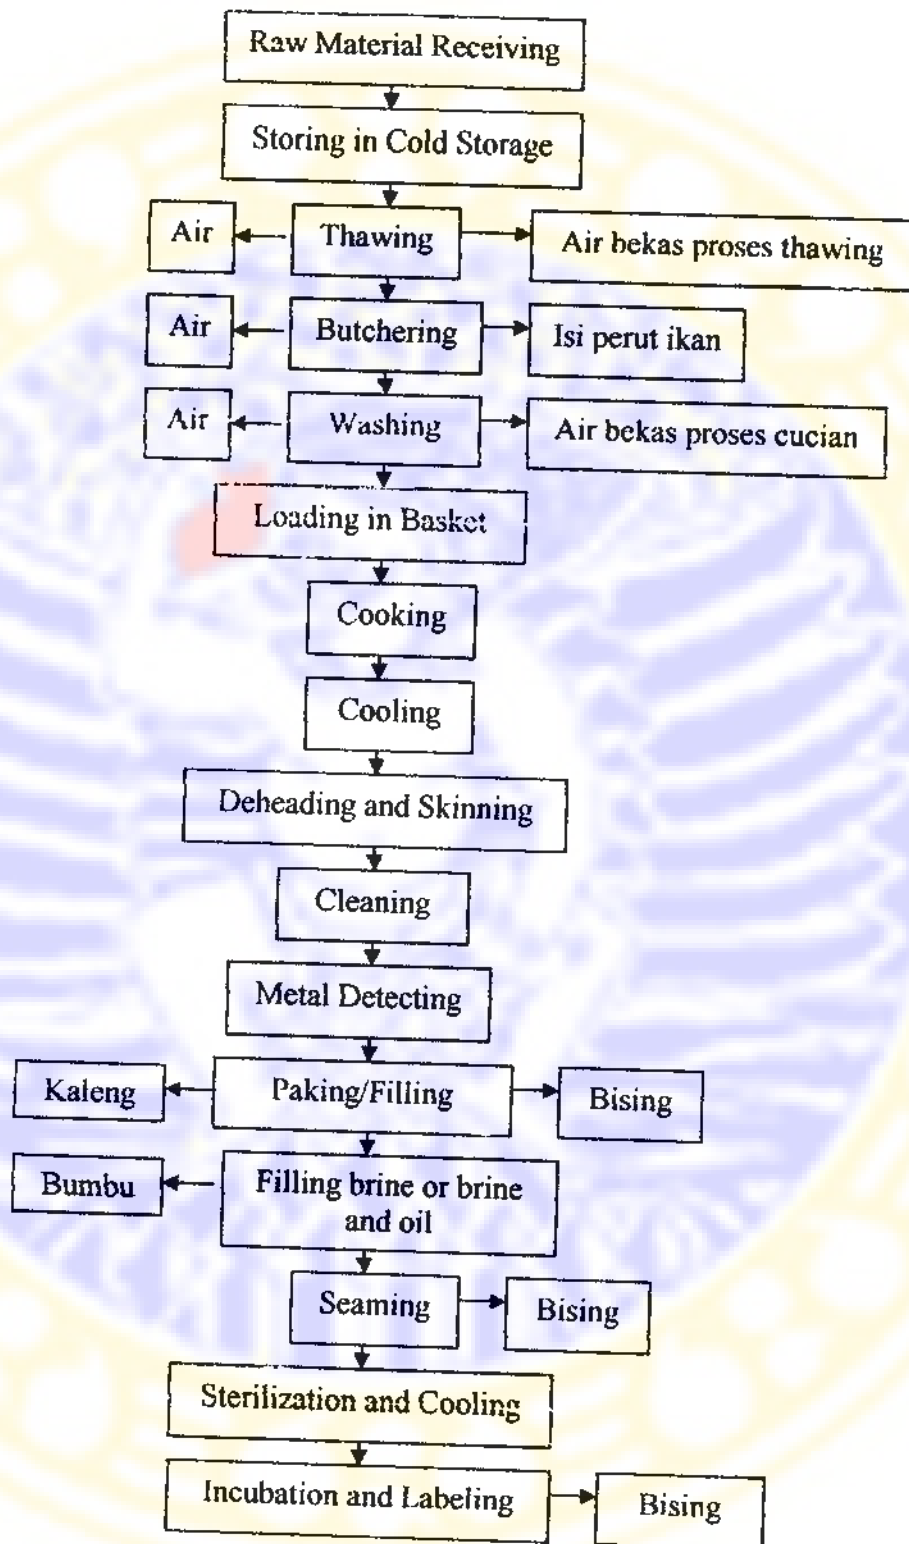 Raw Material Receiving
Storing in Cold Storage
Air
Thawing
Air bekas proses thawing
Air
Butchering
Isi perut ikan
Air
Washing
Air bekas proses cucian
Loading in Basket
Cooking
Cooling
Deheading and Skinning
Cleaning
Metal Detecting
Kaleng
Paking/Filling
Bising
Bumbu
Filling brine or brine
and oil
Seaming
Bising
Sterilization and Cooling
Incubation and Labeling
Bising